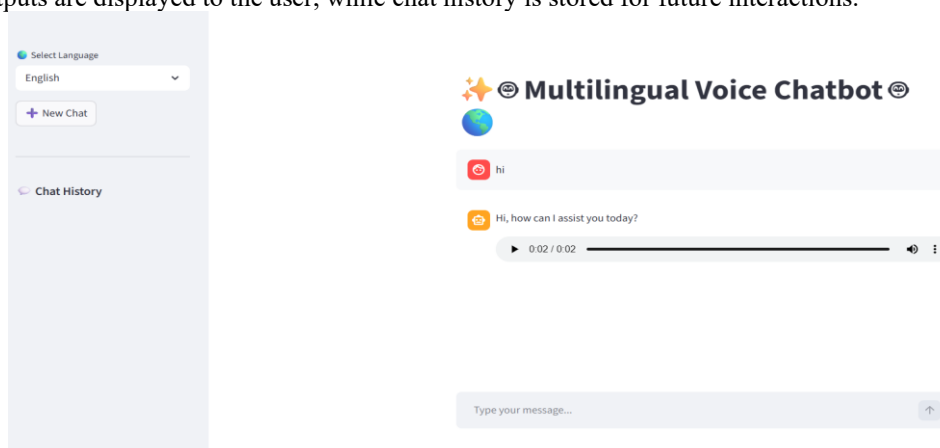 puts are displayed to the user, while chat history is stored for future interactions.
Select Language
English
New Chat
Chat History
Multilingual Voice Chatbot
hi
Hi, how can I assist you today?
0:02 / 0:02
Type your message...